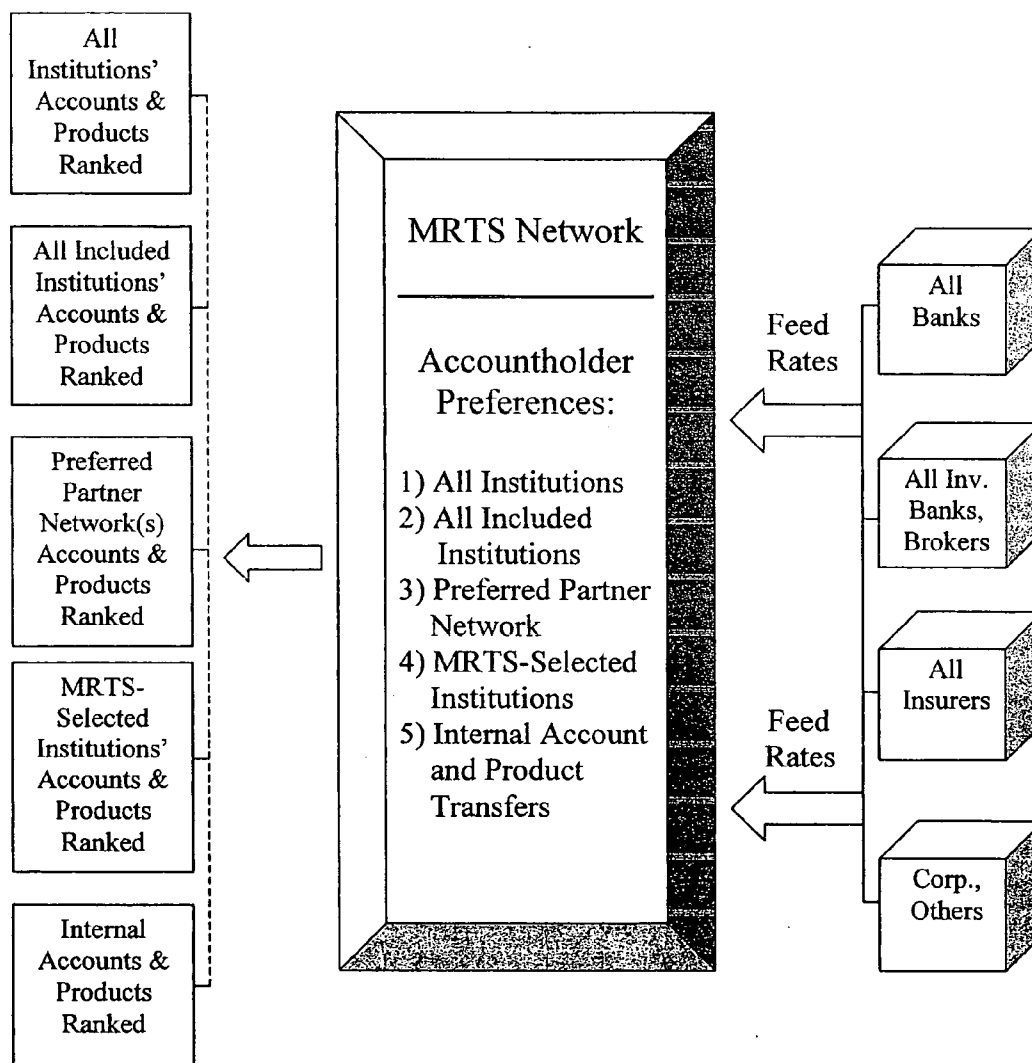 All
Institutions’
Accounts &
Products
Ranked
All Included
Institutions’
Accounts &
Products
Ranked
Preferred
Partner
Network(s)
Accounts &
Products
Ranked
MRTS-
Selected
Institutions’
Accounts &
Products
Ranked
Internal
Accounts &
Products
Ranked
MRTS Network
Accountholder
Preferences:
1) All Institutions
2) All Included
Institutions
3) Preferred Partner
Network
4) MRTS-Selected
Institutions
5) Internal Account
and Product
Transfers
Feed
Rates
Feed
Rates
All
Banks
All Inv.
Banks,
Brokers
All
Insurers
Corp.,
Others